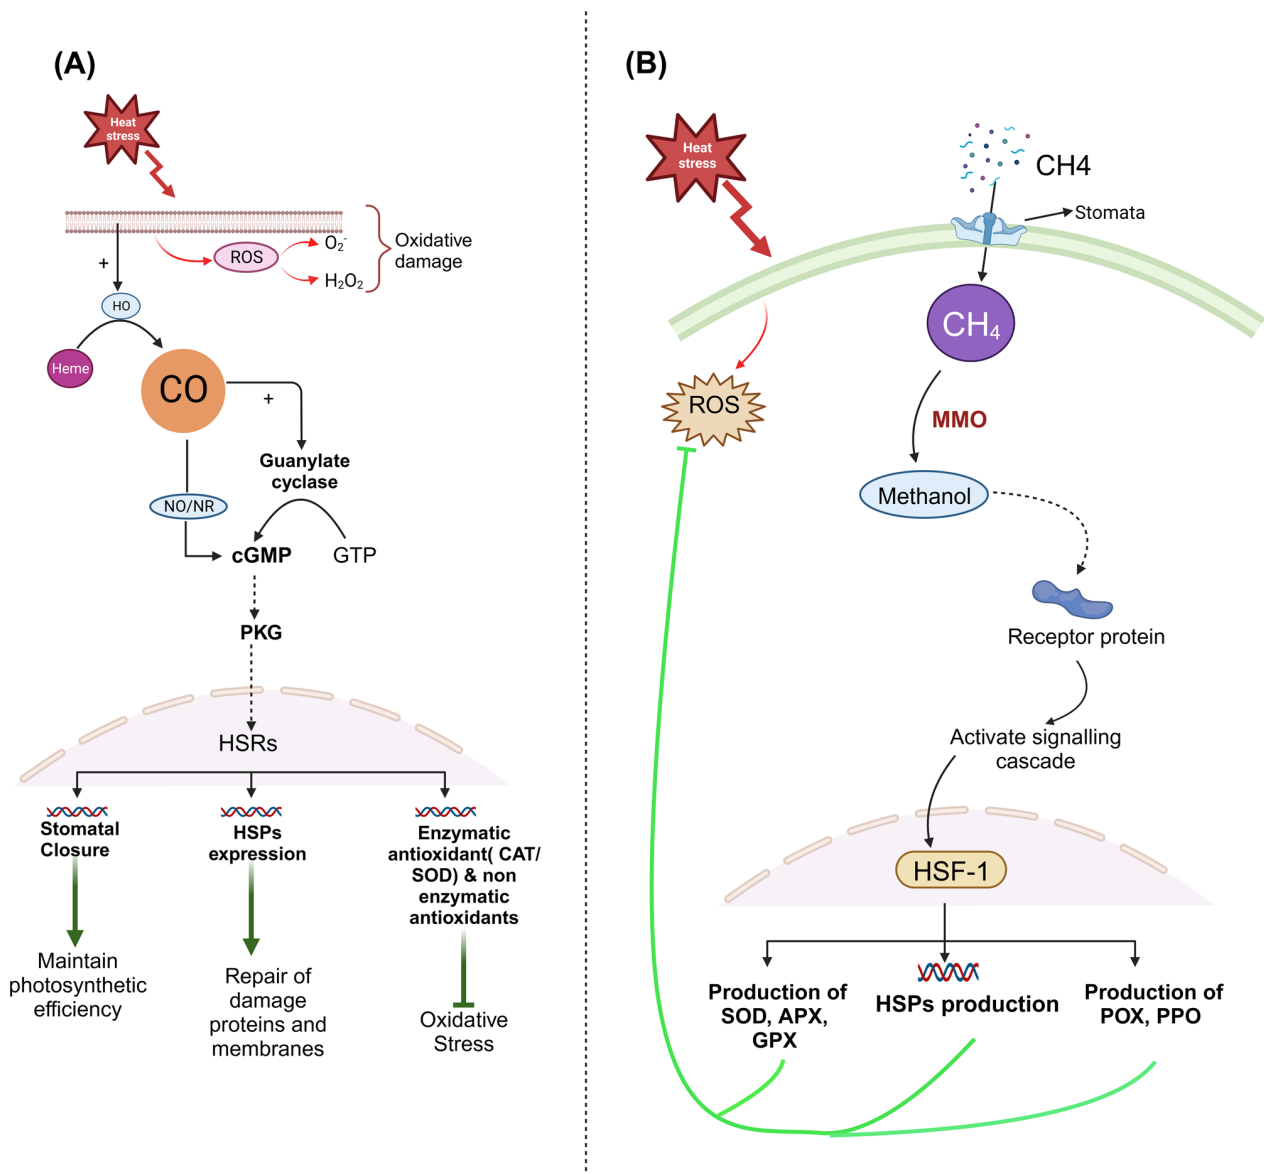 (A)
Heat
stress
ROS
O2-
H2O2
Oxidative
damage
+
HO
Heme
CO
+
Guanylate
cyclase
NO/NR
cGMP
GTP
PKG
HSRs
Stomatal
Closure
HSPs
expression
Enzymatic
antioxidant( CAT/
SOD) & non
enzymatic
antioxidants
Maintain
photosynthetic
efficiency
Repair of
damage
proteins and
membranes
Oxidative
Stress
(B)
Heat
stress
CH4
Stomata
CH4
ROS
MMO
Methanol
Receptor protein
Activate signalling
cascade
HSF-1
Production of
SOD, APX,
GPX
HSPs production
Production of
POX, PPO